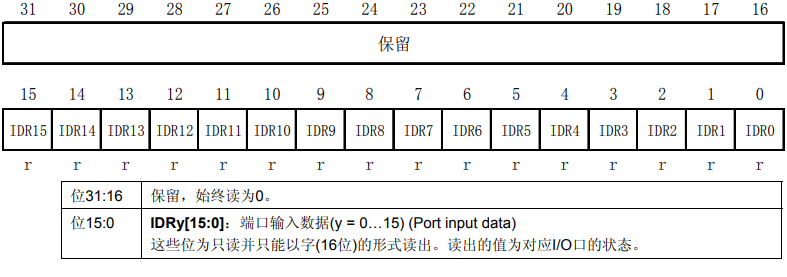 31 30 29 28 27 26 25 24 23 22 21 20 19 18 17 16
保留
15 14 13 12 11 10 9 8 7 6 5 4 3 2 1 0
IDR15 IDR14 IDR13 IDR12 IDR11 IDR10 IDR9 IDR8 IDR7 IDR6 IDR5 IDR4 IDR3 IDR2 IDR1 IDR0
r r r r r r r r r r r r r r r r
位31:16 保留，始终读为0。
位15:0 IDRy[15:0]：端口输入数据(y = 0…15) (Port input data)
这些位为只读并只能以字(16位)的形式读出。读出的值为对应I/O口的状态。